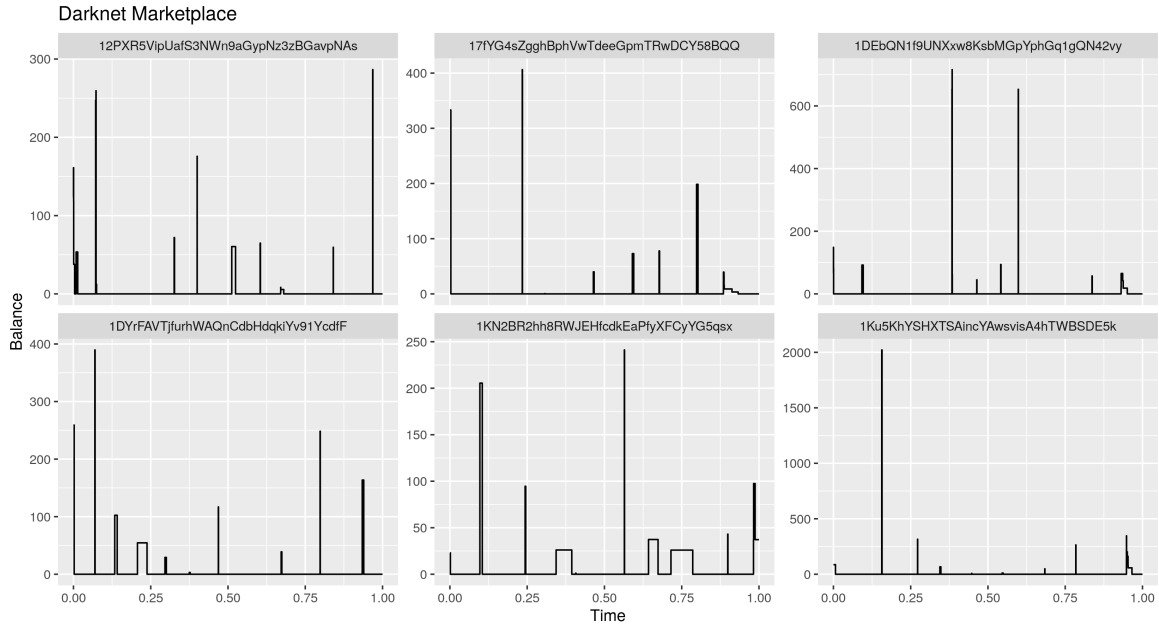 Darknet Marketplace
12PXR5VipUafS3NWn9aGypNz3zBGavpNAs
17fYG4sZgghBphVwTdeeGpmTRwDCY58BQQ
1DEbQN1f9UNXxw8KsbMGpYphGq1gQN42vy
300
200
100
0
400
300
200
100
0
600
400
200
0
Balance
1DYrFAVTjfurhWAQnCdbHdqkiYv91YcdfF
1KN2BR2hh8RWJEHfcdkEaPfyXFCyYG5qsx
1Ku5KhYSHXTSAincYAwsvisA4hTWBSDE5k
400
300
200
100
0
250
200
150
100
50
0
2000
1500
1000
500
0
0.00 0.25 0.50 0.75 1.00
0.00 0.25 0.50 0.75 1.00
0.00 0.25 0.50 0.75 1.00
Time